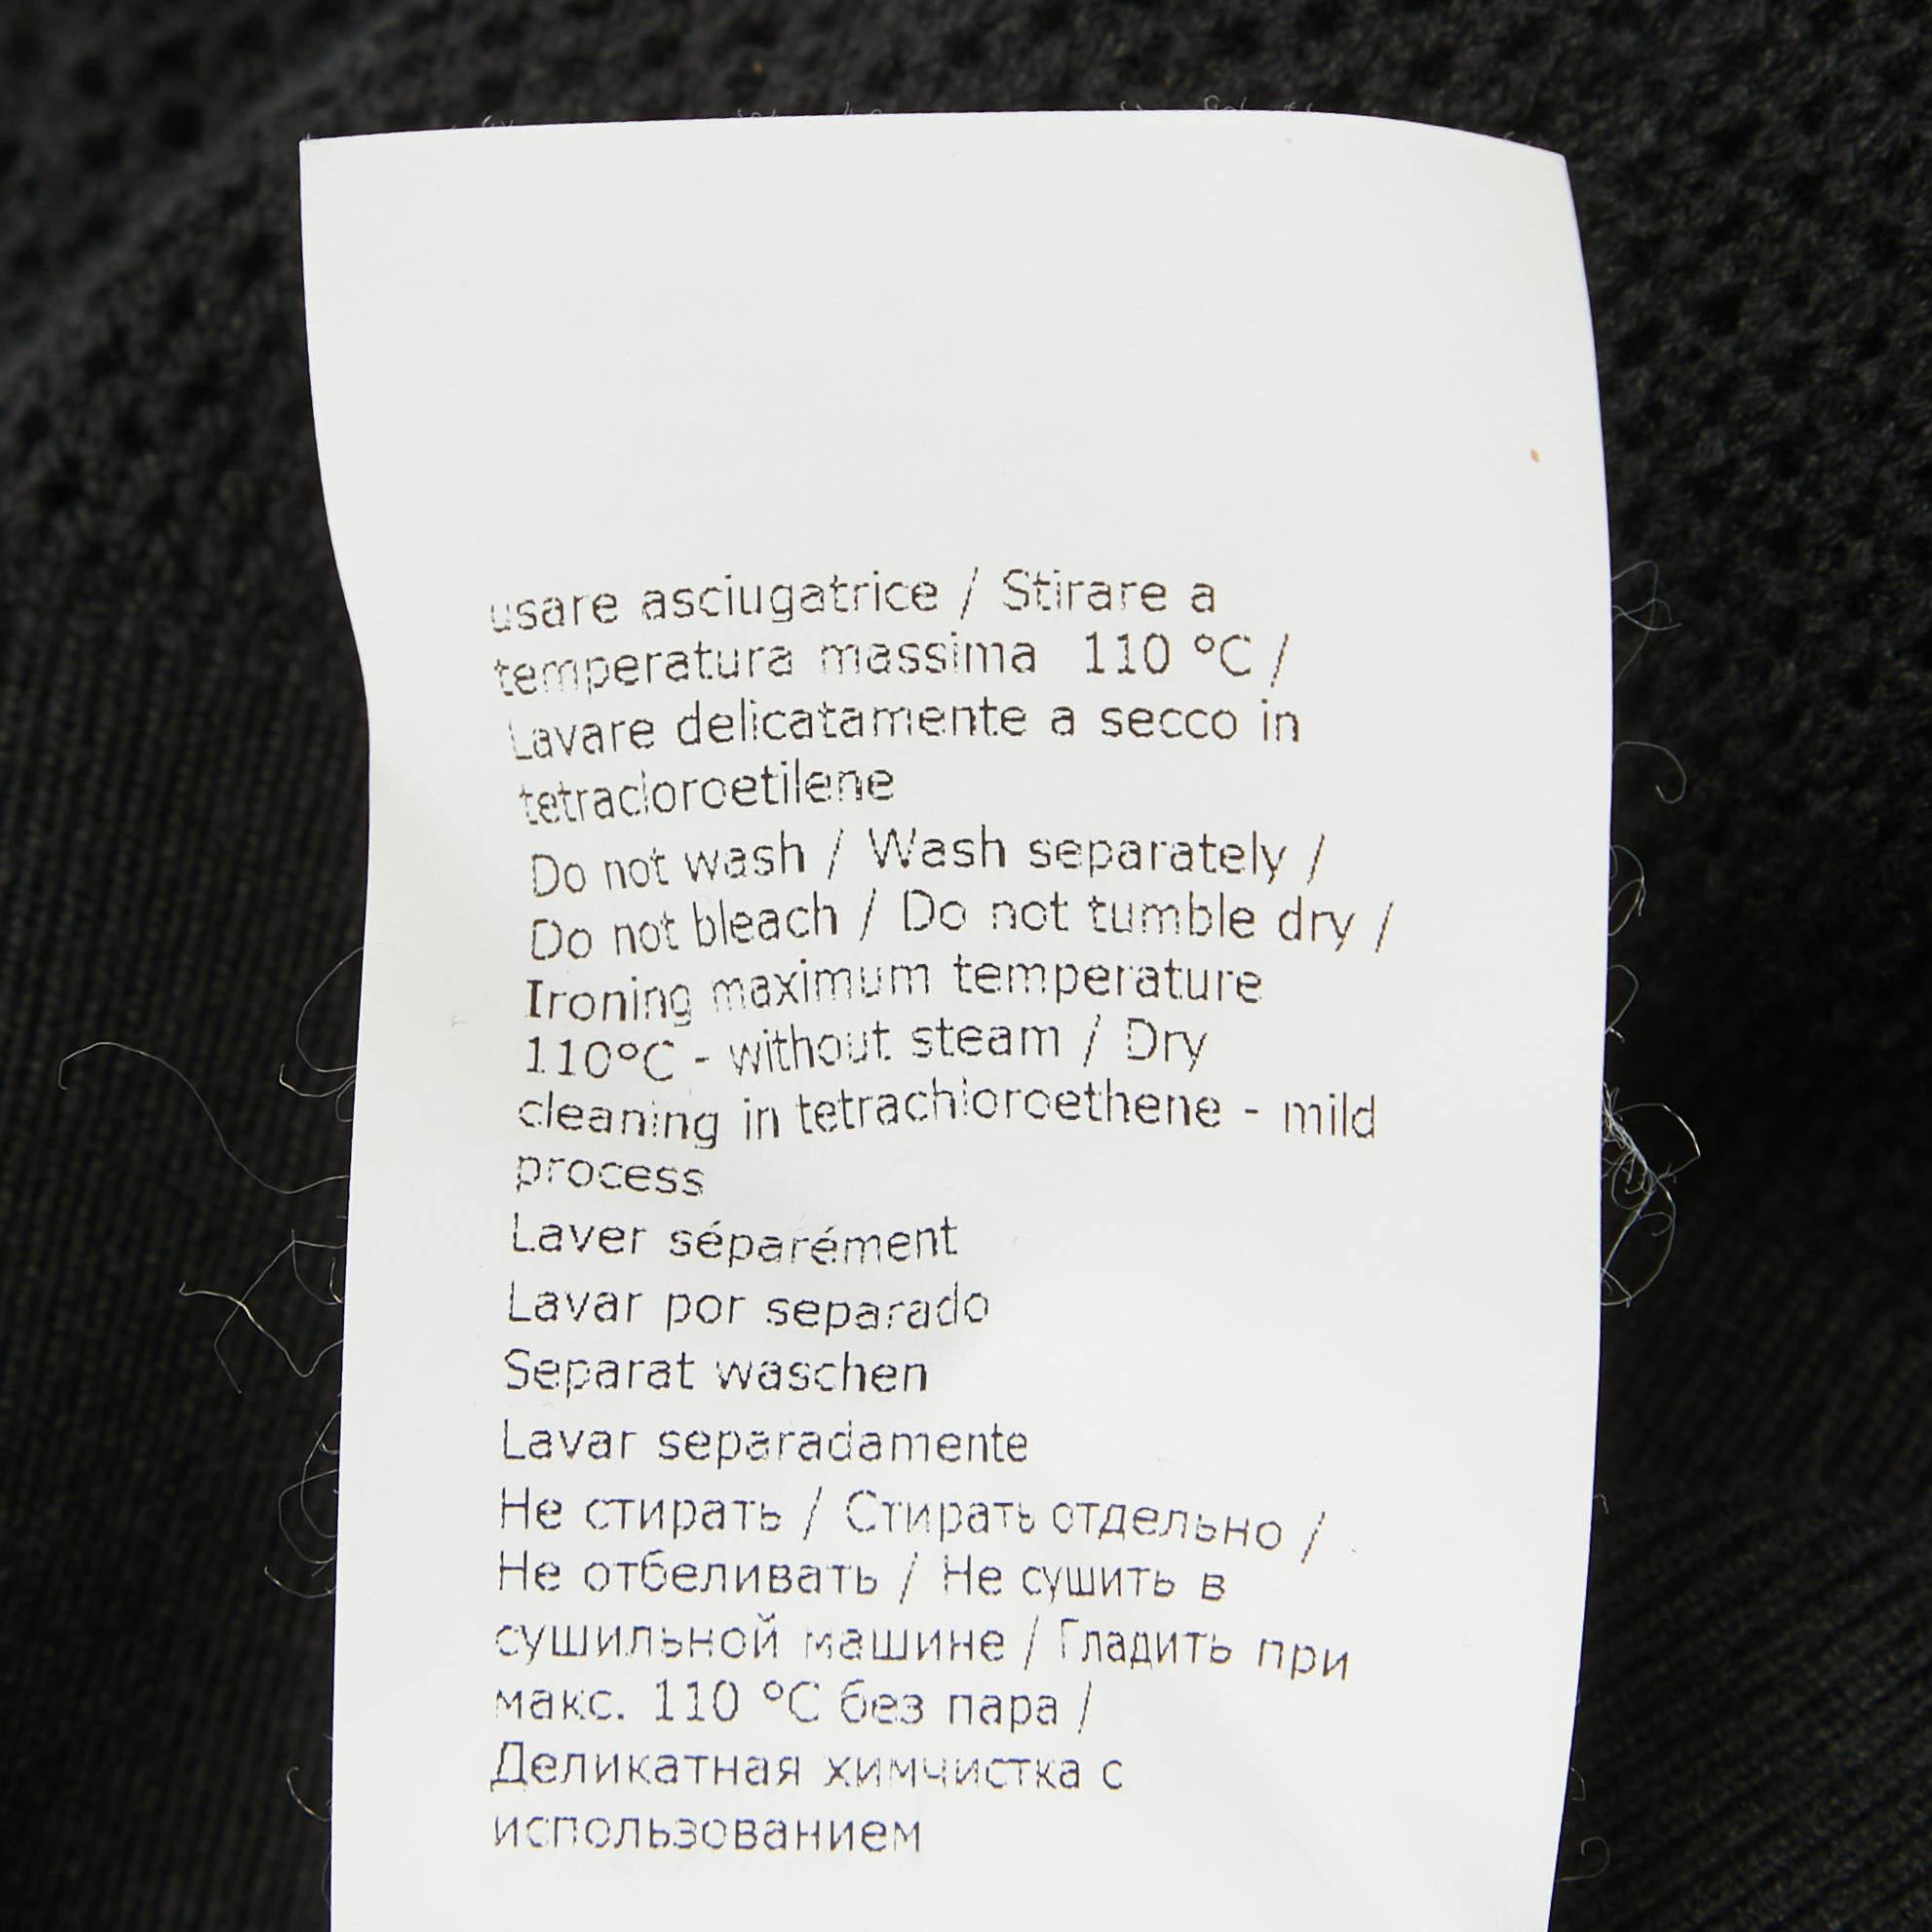 usare asciugatrice / Stirare a
temperatura massima 110 °C /
Lavare delicatamente a secco in
tetracloroetilene
Do not wash / Wash separately /
Do not bleach / Do not tumble dry /
Ironing maximum temperature
110°C - without steam / Dry
cleaning in tetrachloroethene - mild
process
Laver séparément
Lavar por separado
Separat waschen
Lavar separadamente
Не стирать / Стирать отдельно /
Не отбеливать / Не сушить в
сушильной машине / Гладить при
макс. 110 °C без пара /
Деликатная химчистка с
использованием